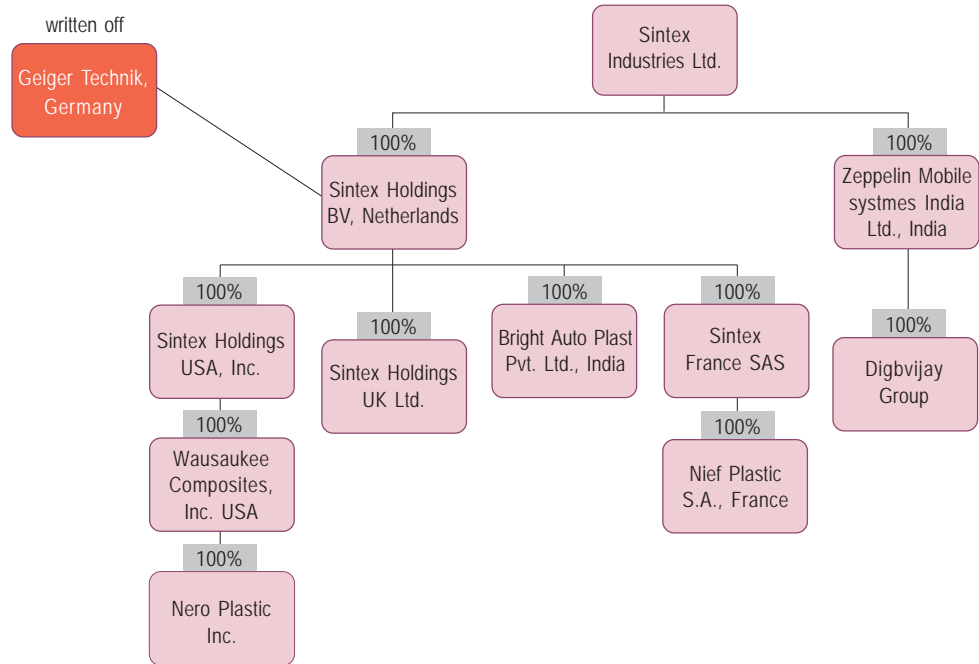 written off
Geiger Technik,
Germany
Sintex
Industries Ltd.
100%
Sintex Holdings
BV, Netherlands
100%
Zeppelin Mobile
systmes India
Ltd., India
100%
Sintex Holdings
USA, Inc.
100%
Sintex Holdings
UK Ltd.
100%
Bright Auto Plast
Pvt. Ltd., India
100%
Sintex
France SAS
100%
Digbvijay
Group
100%
Wausaukee
Composites,
Inc. USA
100%
Nief Plastic
S.A., France
100%
Nero Plastic
Inc.